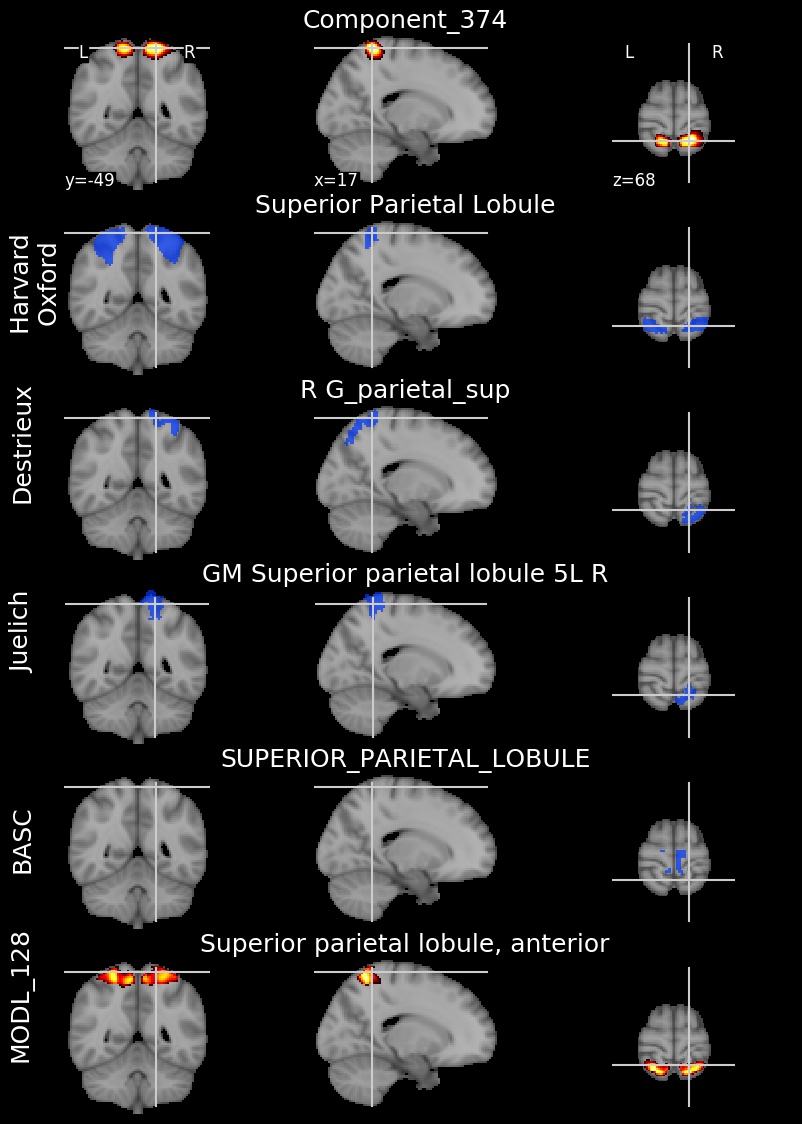 Component_374
L R
L R
y=-49
x=17
z=68
Superior Parietal Lobule
Harvard
Oxford
R G_parietal_sup
Destrieux
GM Superior parietal lobule 5L R
Juelich
SUPERIOR_PARIETAL_LOBULE
BASC
Superior parietal lobule, anterior
MODL_128